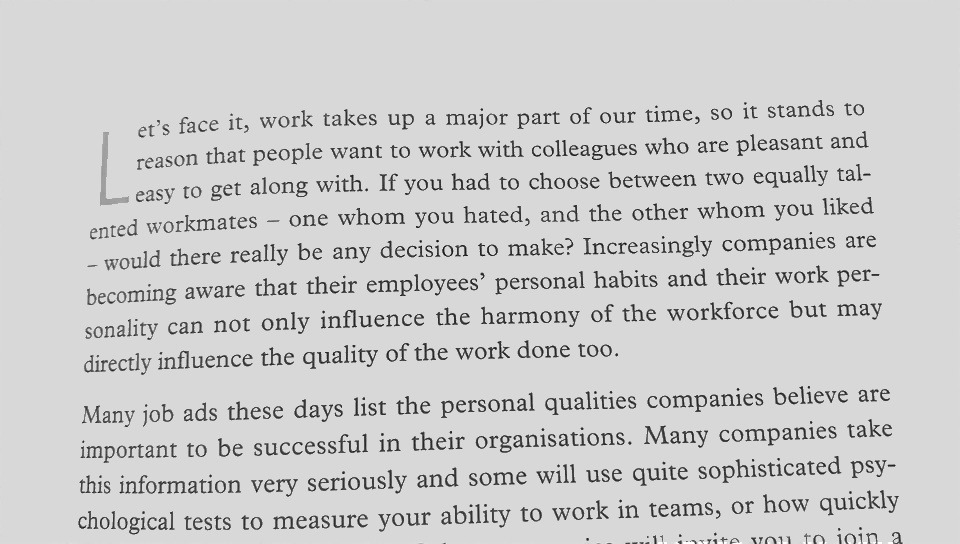 Let's face it, work takes up a major part of our time, so it stands to
reason that people want to work with colleagues who are pleasant and
easy to get along with. If you had to choose between two equally tal-
ented workmates – one whom you hated, and the other whom you liked
– would there really be any decision to make? Increasingly companies are
becoming aware that their employees' personal habits and their work per-
sonality can not only influence the harmony of the workforce but may
directly influence the quality of the work done too.
Many job ads these days list the personal qualities companies believe are
important to be successful in their organisations. Many companies take
this information very seriously and some will use quite sophisticated psy-
chological tests to measure your ability to work in teams, or how quickly
will invite you to join a